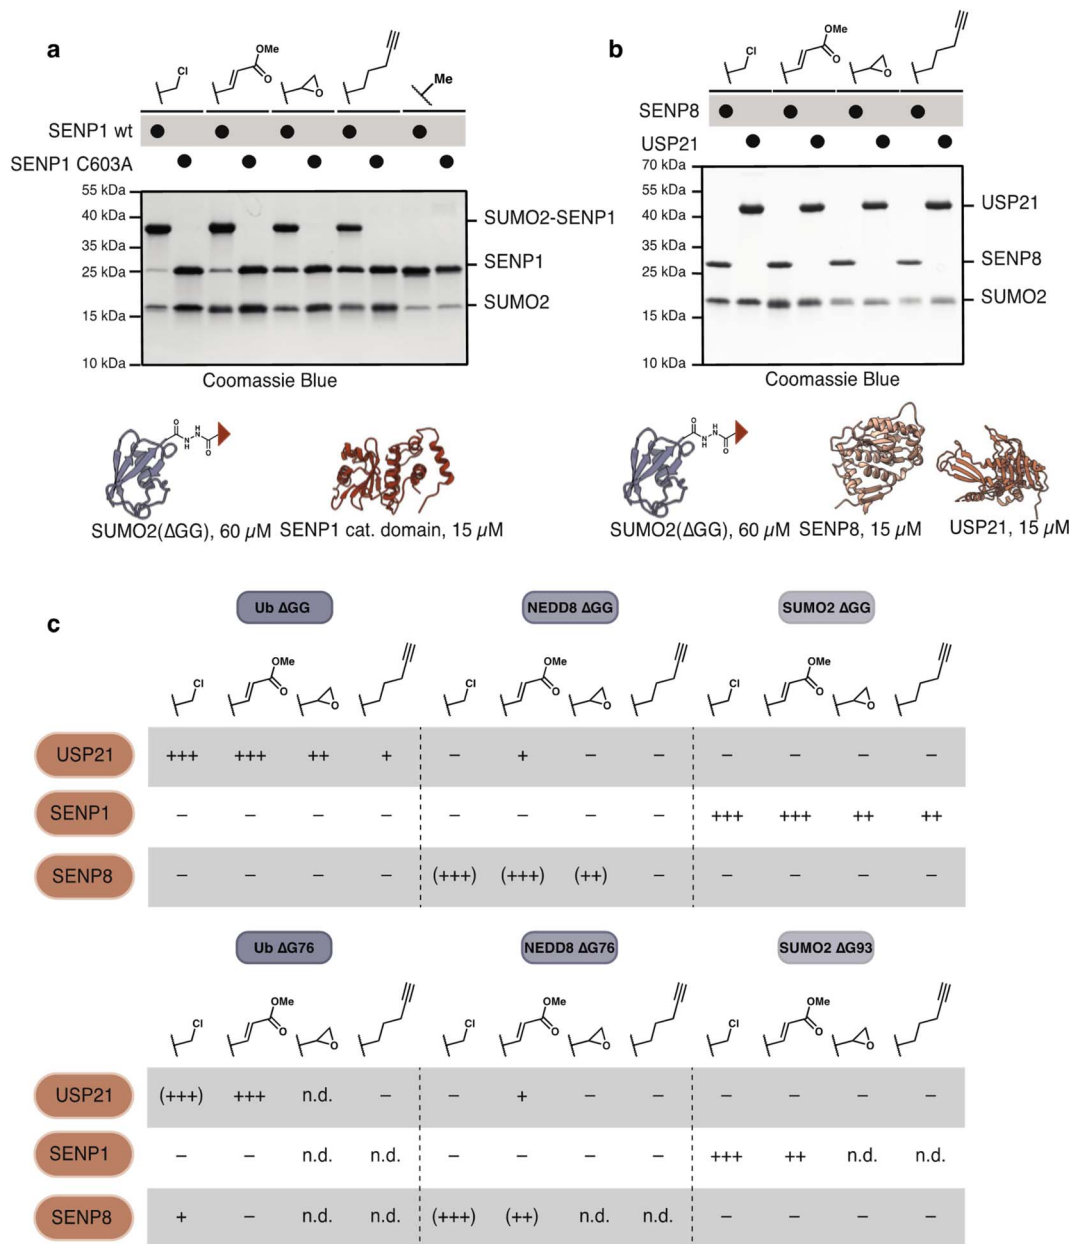 a
Cl
OMe
O
O
Me
SENP1 wt
SENP1 C603A
55 kDa
40 kDa
35 kDa
25 kDa
15 kDa
10 kDa
SUMO2-SENP1
SENP1
SUMO2
Coomassie Blue
O
N N
H H
O
SUMO2(ΔGG), 60 µM
SENP1 cat. domain, 15 µM
b
Cl
OMe
O
O
SENP8
USP21
70 kDa
55 kDa
40 kDa
35 kDa
25 kDa
15 kDa
10 kDa
USP21
SENP8
SUMO2
Coomassie Blue
O
H H
N N
O
SUMO2(ΔGG), 60 µM
SENP8, 15 µM
USP21, 15 µM
c
Ub ΔGG NEDD8 ΔGG SUMO2 ΔGG
Cl OMe O O Cl OMe O O Cl OMe O O
USP21 +++ +++ ++ + – + – – – – – –
SENP1 – – – – – – – – +++ +++ ++ ++
SENP8 – – – – (+++) (+++) (++) – – – – –
Ub ΔG76 NEDD8 ΔG76 SUMO2 ΔG93
Cl OMe O O Cl OMe O O Cl OMe O O
USP21 (+++) +++ n.d. – – + – – – – – –
SENP1 – – n.d. n.d. – – – – +++ ++ n.d. n.d.
SENP8 + – n.d. n.d. (+++) (++) n.d. n.d. – – – –